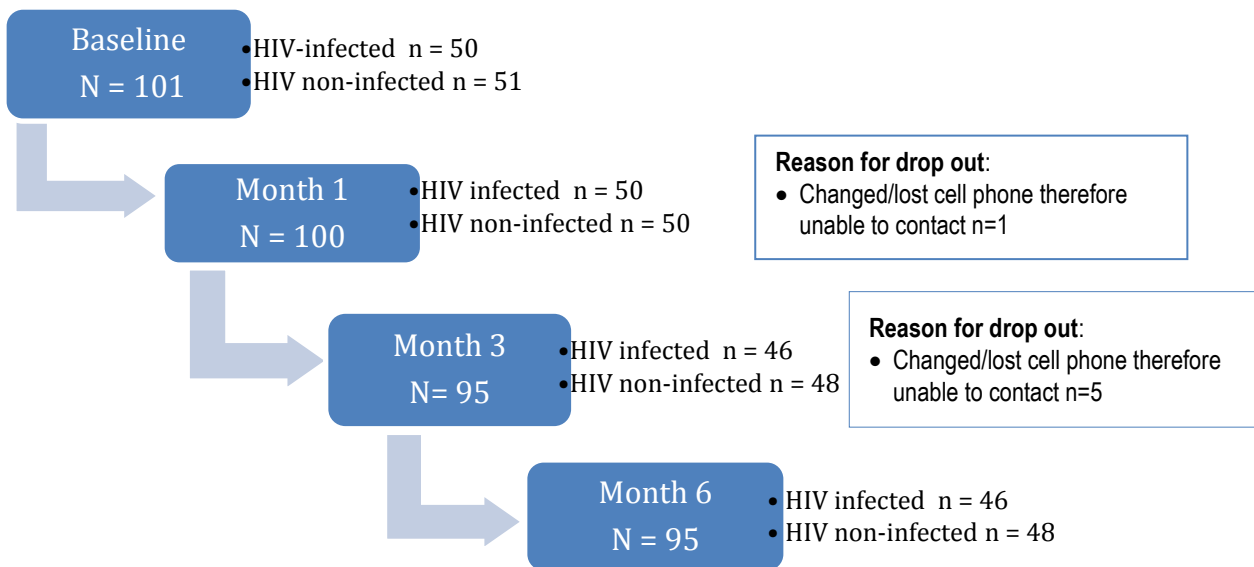 Baseline
N = 101
•HIV-infected  n = 50
•HIV non-infected n = 51
Month 1
N = 100
•HIV infected  n = 50
•HIV non-infected n = 50
Reason for drop out:
• Changed/lost cell phone therefore
unable to contact n=1
Month 3
N= 95
•HIV infected  n = 46
•HIV non-infected n = 48
Reason for drop out:
• Changed/lost cell phone therefore
unable to contact n=5
Month 6
N = 95
• HIV infected  n = 46
• HIV non-infected n = 48